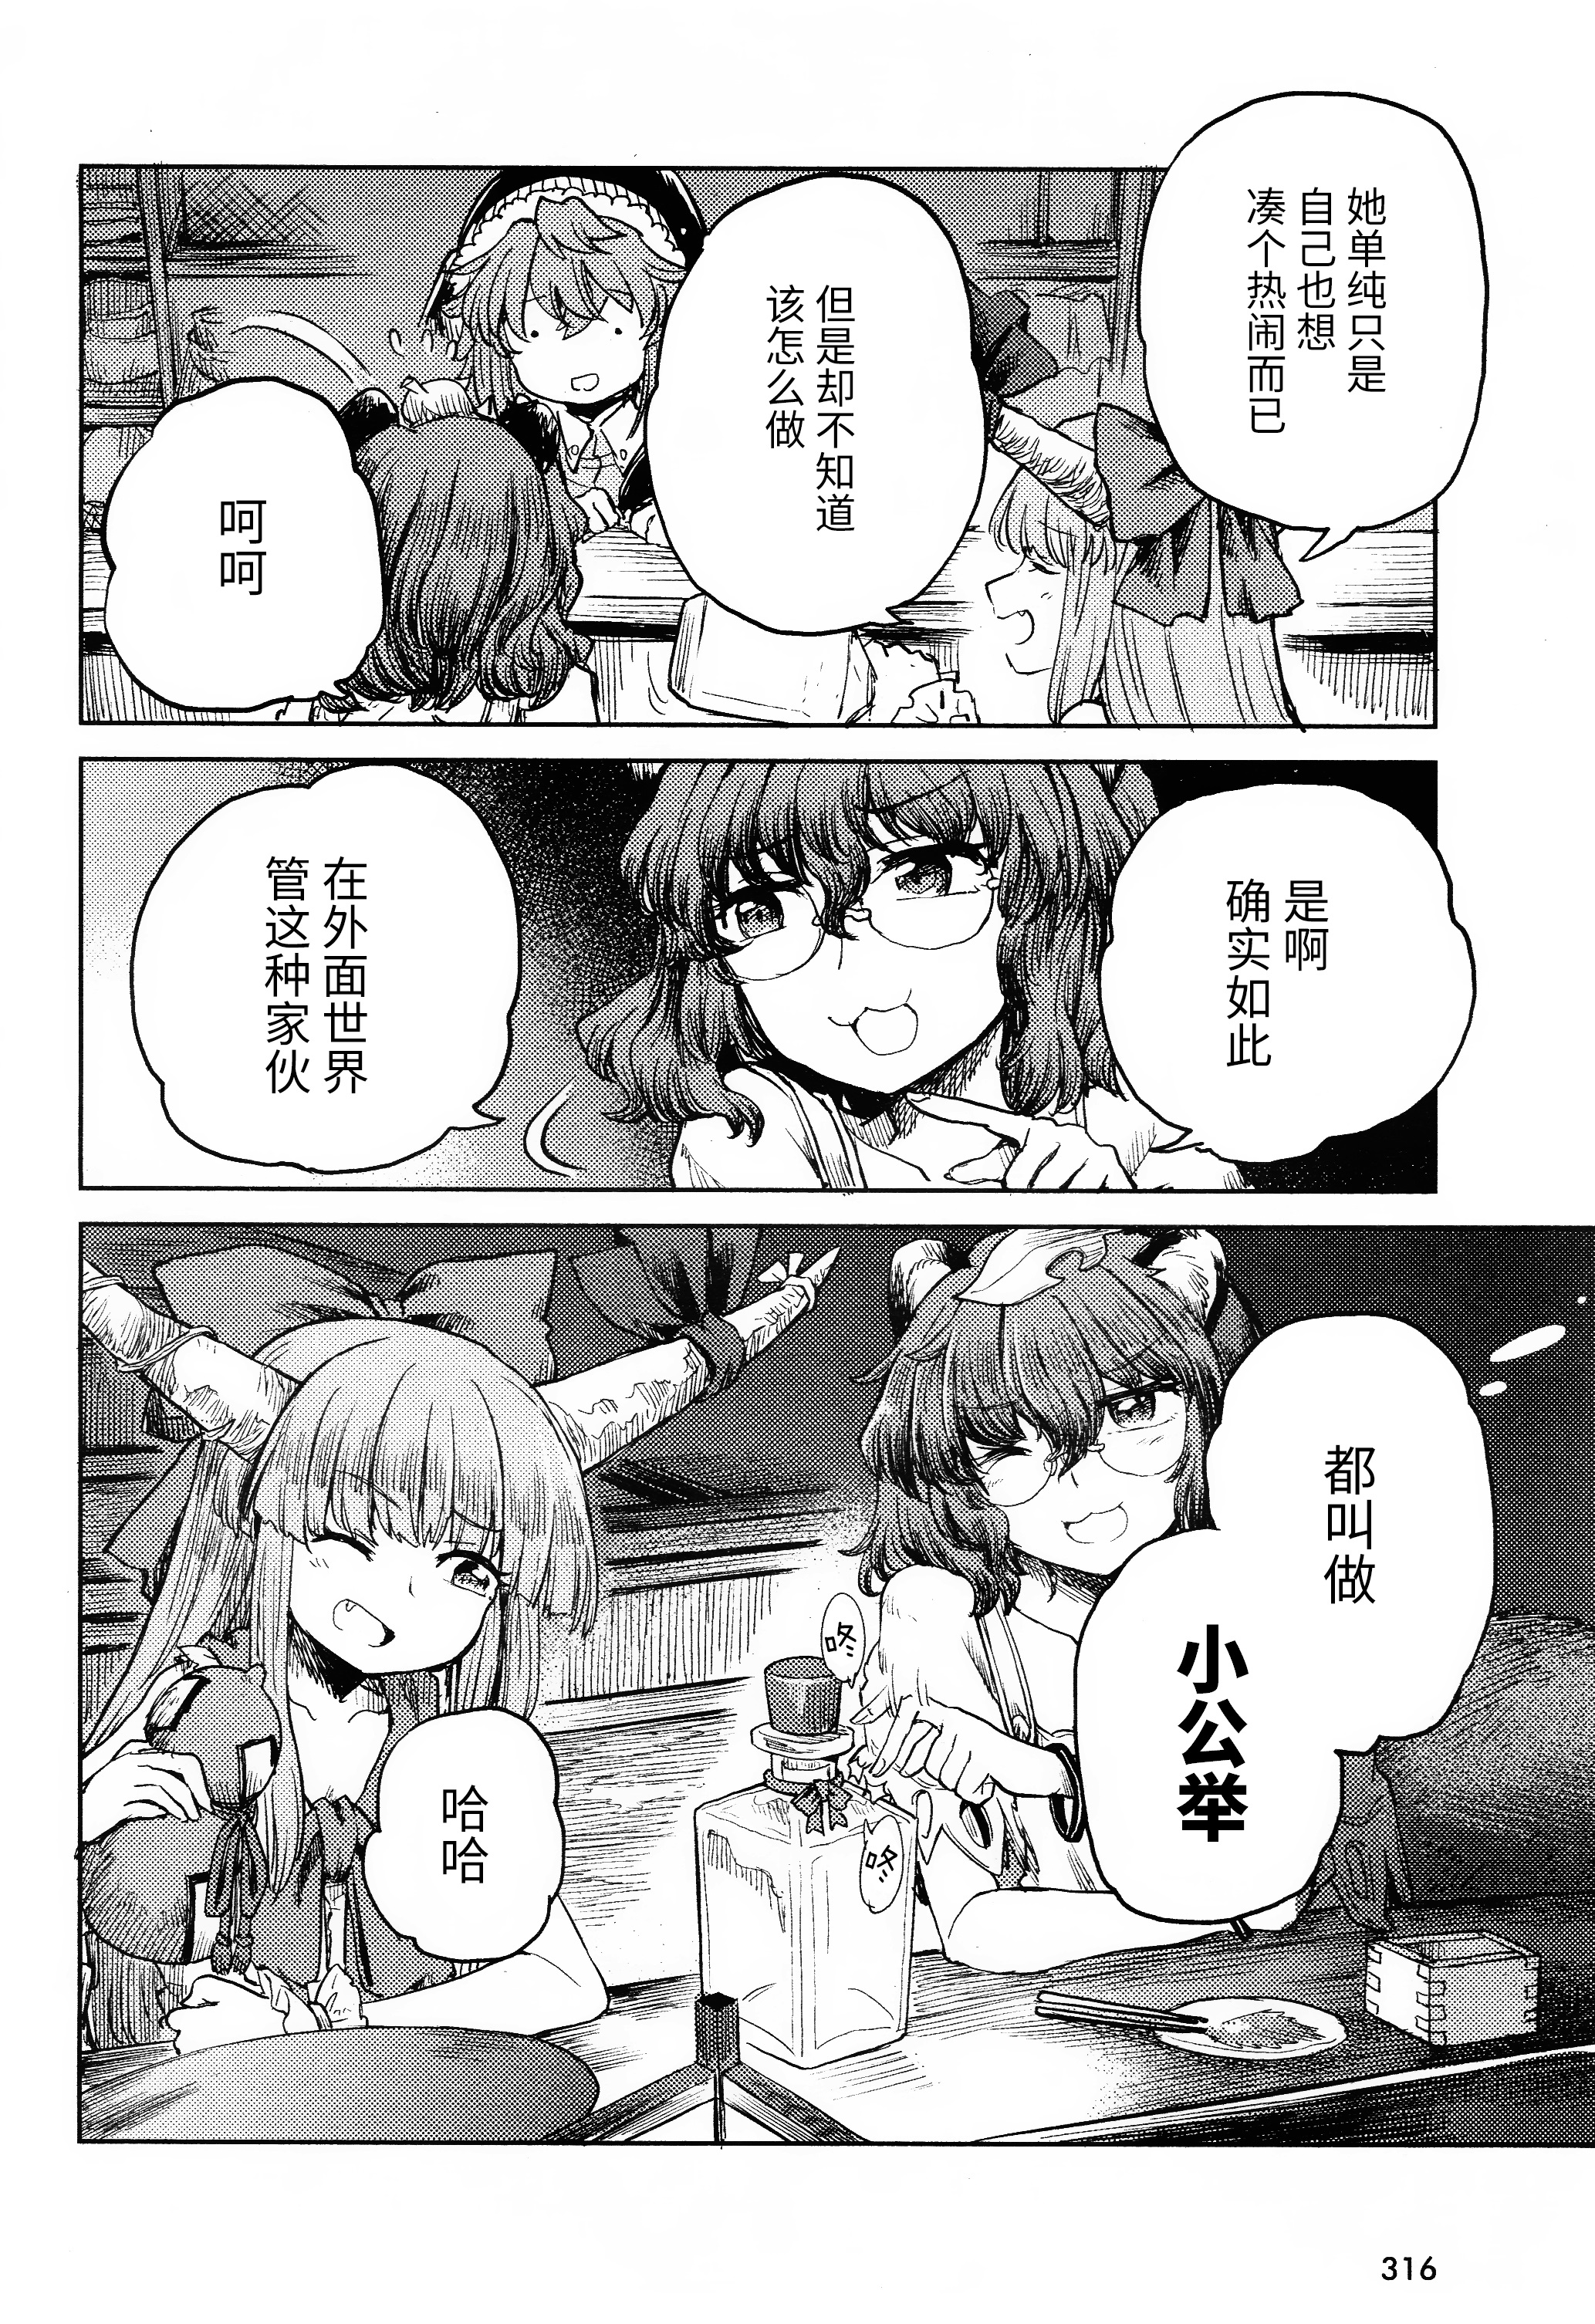 她单纯只是
自己也想
凑个热闹而已
但是却不知道
该怎么做
呵呵
是啊
确实如此
在外面世界
管这种家伙
都叫做
小公举
咚
咚
哈哈
316